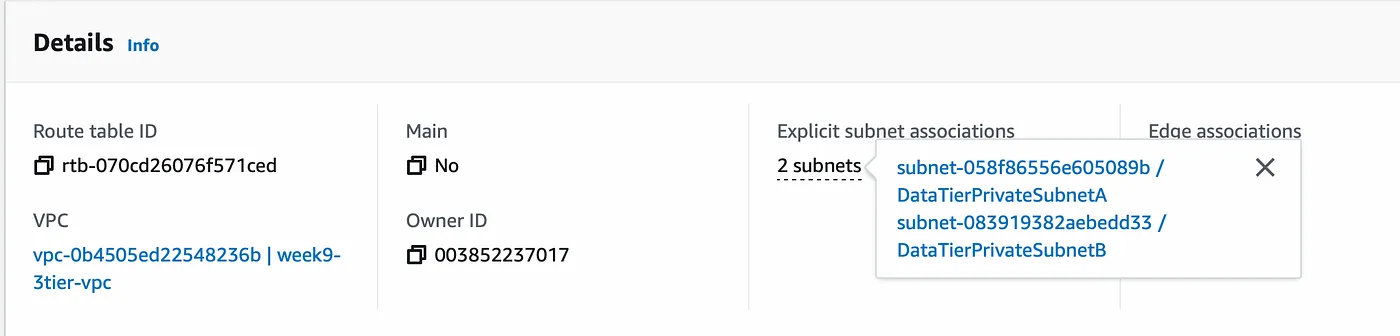 Details Info
Route table ID
rtb-070cd26076f571ced
VPC
vpc-0b4505ed22548236b | week9-
3tier-vpc
Main
No
Owner ID
003852237017
Explicit subnet associations
2 subnets
subnet-058f86556e605089b /
DataTierPrivateSubnetA
subnet-083919382aebedd33 /
DataTierPrivateSubnetB
Edge associations